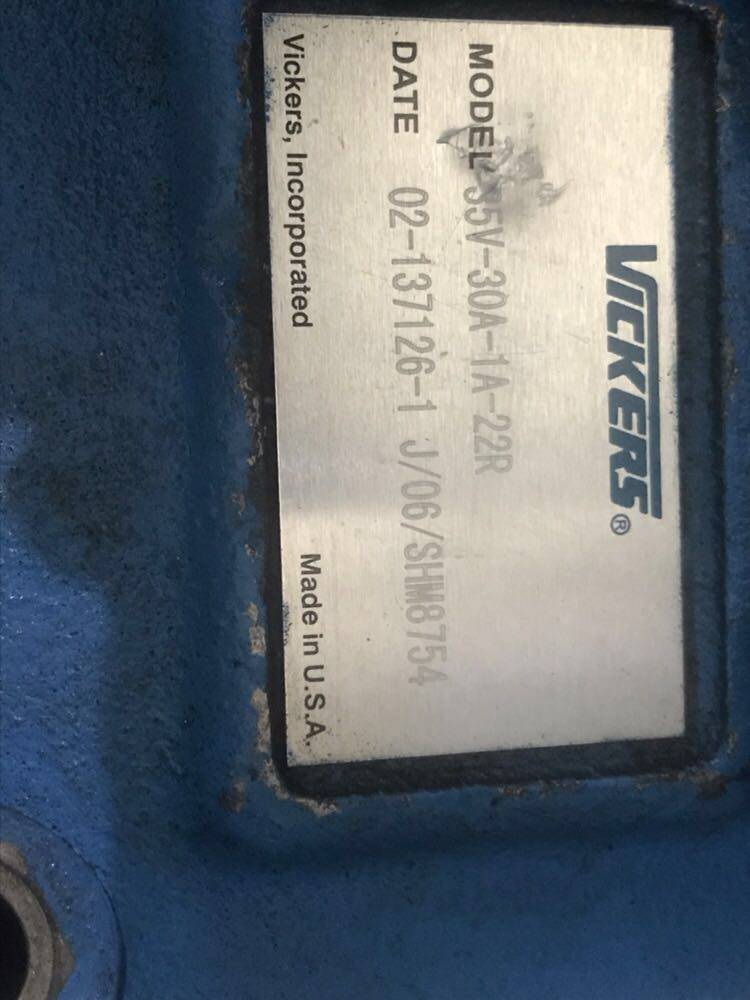 VICKERS®
MODEL 35V-30A-1A-22R
DATE 02-137126-1 J/06/SHM8754
Vickers, Incorporated Made in U.S.A.